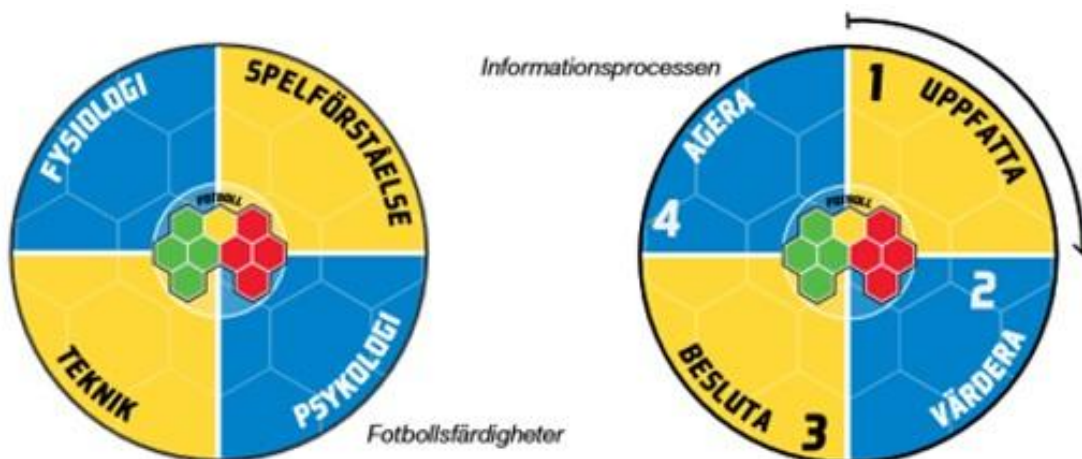 FYSIOLOGI
SPELFÖRSTÅELSE
FOTBOLL
TEKNIK
PSYKOLOGI
Fotbollsfärdigheter
Informationsprocessen
1 UPPFATTA
2 VÄRDERA
3 BESLUTA
4 AGERA
FOTBOLL